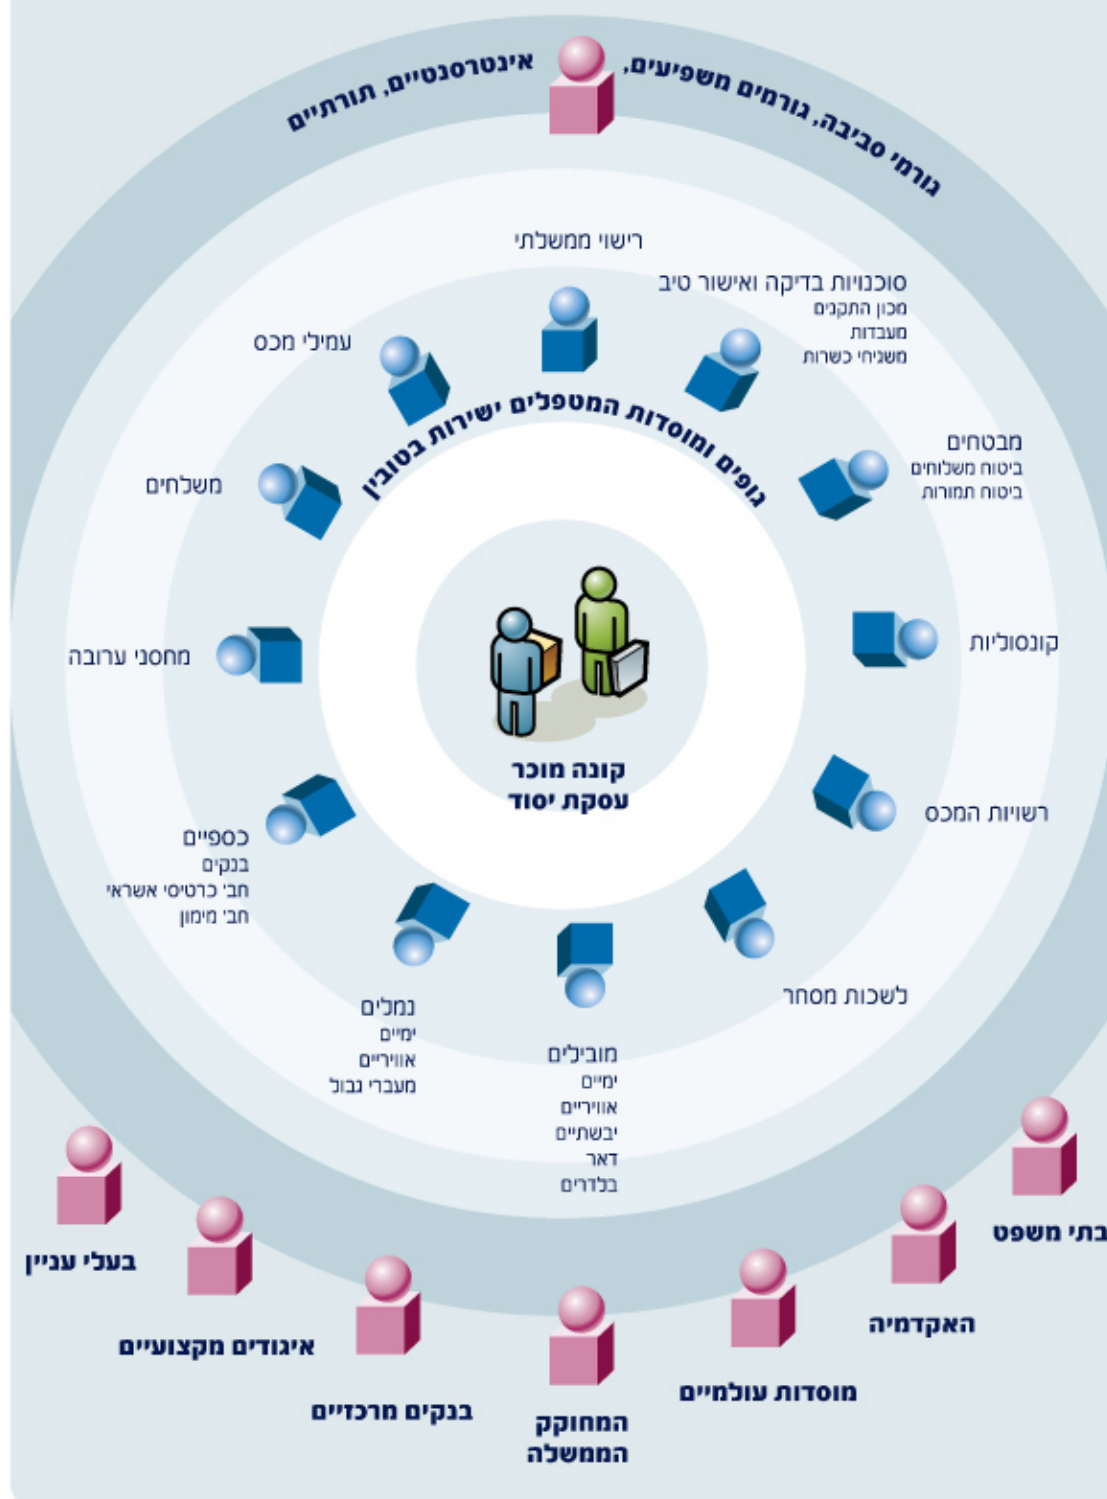 גורמי סביבה, גורמים משפיעים,
אינטרסנטיים, תורתיים
רישוי ממשלתי
סוכנויות בדיקה ואישור טיב
מכון התקנים
מעבדות
משגיחי כשרות
עמילי מכס
גופים ומוסדות המטפלים ישירות בטובין
מבטחים
ביטוח משלוחים
ביטוח תמורות
משלחים
קונסוליות
מחסני ערובה
קונה מוכר
עסקת יסוד
רשויות המכס
כספיים
בנקים
חב' כרטיסי אשראי
חב' מימון
לשכות מסחר
נמלים
ימיים
אוויריים
מעברי גבול
מובילים
ימיים
אוויריים
יבשתיים
דאר
בלדרים
בתי משפט
האקדמיה
מוסדות עולמיים
המחוקק
הממשלה
בנקים מרכזיים
איגודים מקצועיים
בעלי עניין